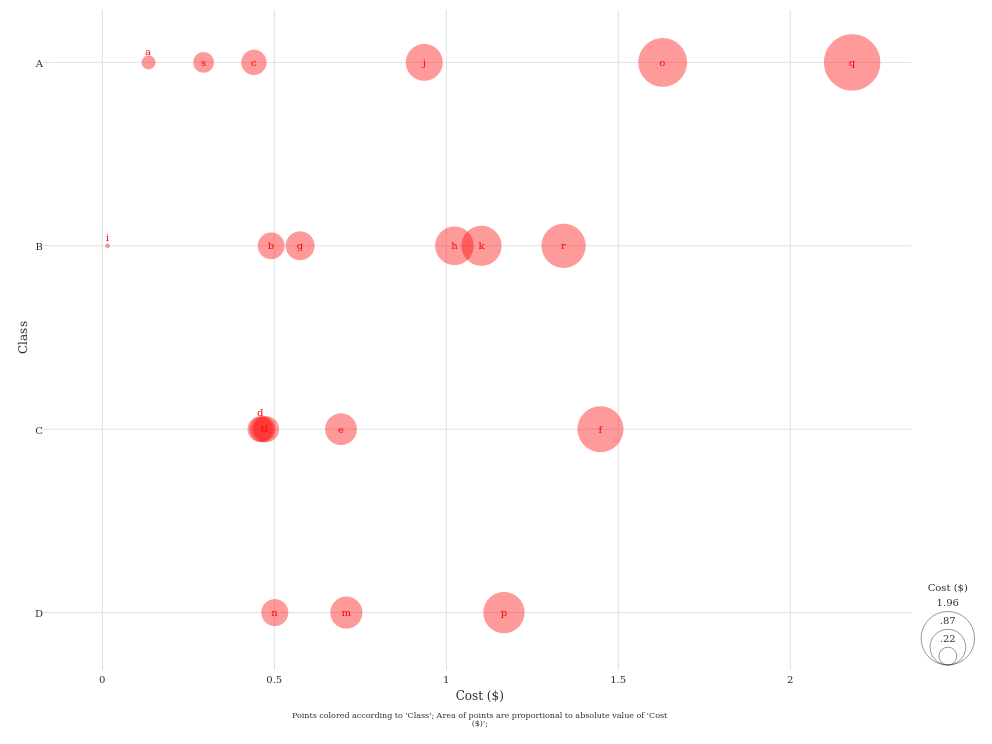 a
s
c
j
o
q
A
i
b
g
h
k
r
B
Class
d
e
f
C
n
m
p
D
Cost ($)
1.96
.87
.22
0
0.5
1
1.5
2
Cost ($)
Points colored according to 'Class'; Area of points are proportional to absolute value of 'Cost
($)';